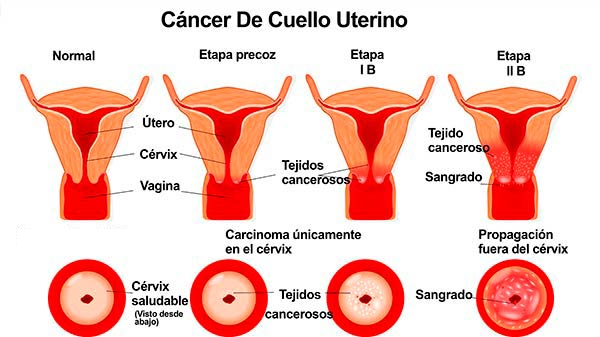 Cáncer De Cuello Uterino
Normal
Etapa precoz
Etapa
I B
Etapa
II B
Útero
Cérvix
Vagina
Tejidos
cancerosos
Tejido
canceroso
Sangrado
Carcinoma únicamente
en el cérvix
Propagación
fuera del cérvix
Cérvix
saludable
(Visto desde
abajo)
Tejidos
cancerosos
Sangrado